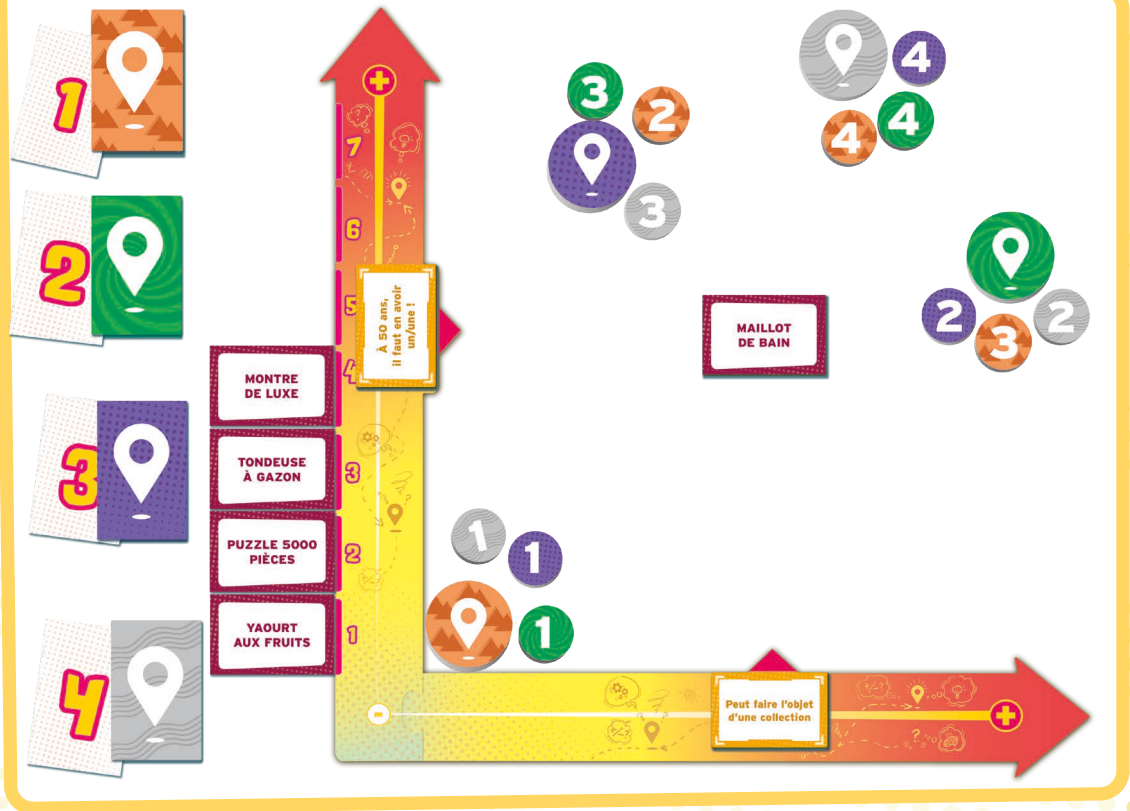 1
2
3
4
7
6
5
4
3
2
1
À 50 ans,
il faut en avoir
un/une !
MONTRE
DE LUXE
TONDEUSE
À GAZON
PUZZLE 5000
PIÈCES
YAOURT
AUX FRUITS
3
2
3
4
4
4
2
3
2
MAILLOT
DE BAIN
1
1
1
Peut faire l'objet
d'une collection